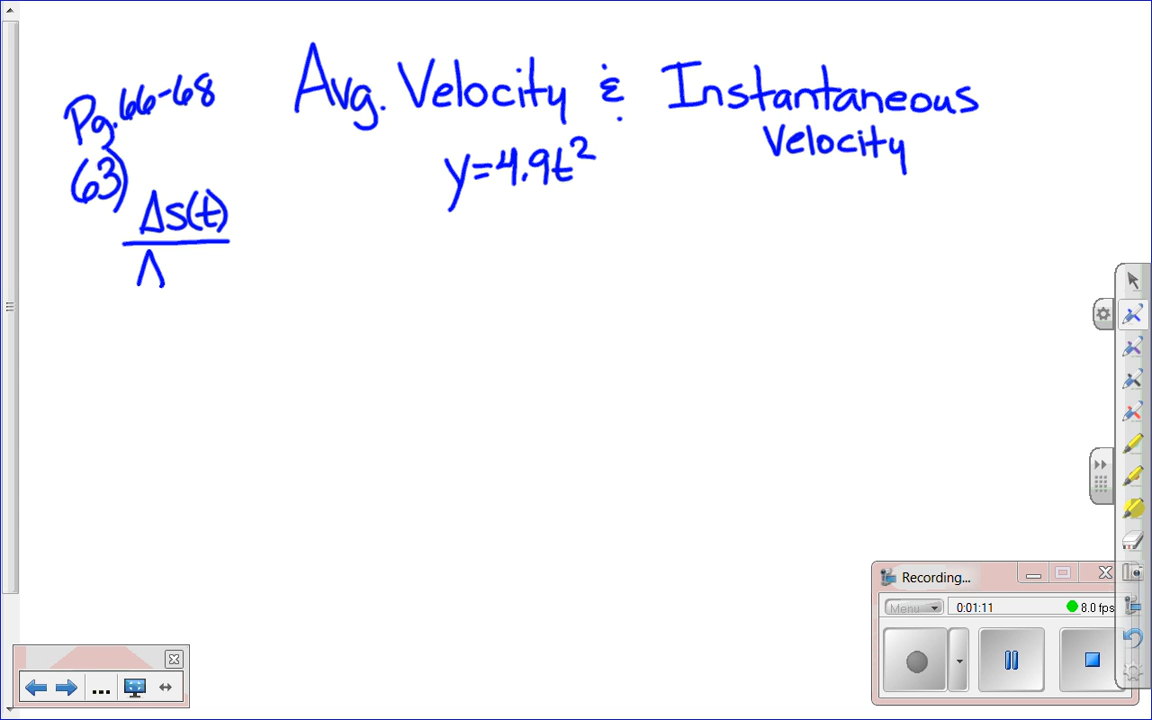 Pg. 66-68
Avg. Velocity & Instantaneous
Velocity
y=4.9t²
63)
Δs(t)
Λ
Recording...
Menu
0:01:11
8.0 fps
...